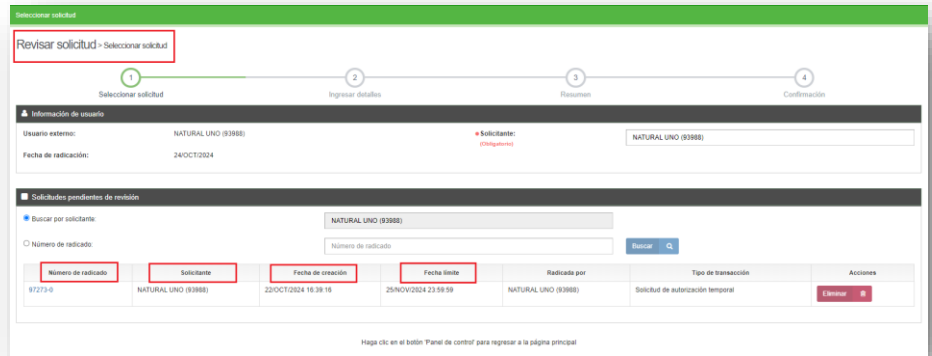 Seleccionar solicitud
Revisar solicitud » Seleccionar solicitud
1 2 3 4
Seleccionar solicitud Ingresar detalles Resumen Confirmación
Información de usuario
Usuario externo: NATURAL UNO (93988) *Solicitante: NATURAL UNO (93988)
(Obligatorio)
Fecha de radicación: 24/OCT/2024
Solicitudes pendientes de revisión
Buscar por solicitante: NATURAL UNO (93988)
Número de radicado: Número de radicado Buscar
Número de radicado Solicitante Fecha de creación Fecha límite Radicada por Tipo de transacción Acciones
97273-0 NATURAL UNO (93988) 22/OCT/2024 16:39:16 25/NOV/2024 23:59:59 NATURAL UNO (93988) Solicitud de autorización temporal Eliminar
Haga clic en el botón 'Panel de control' para regresar a la página principal